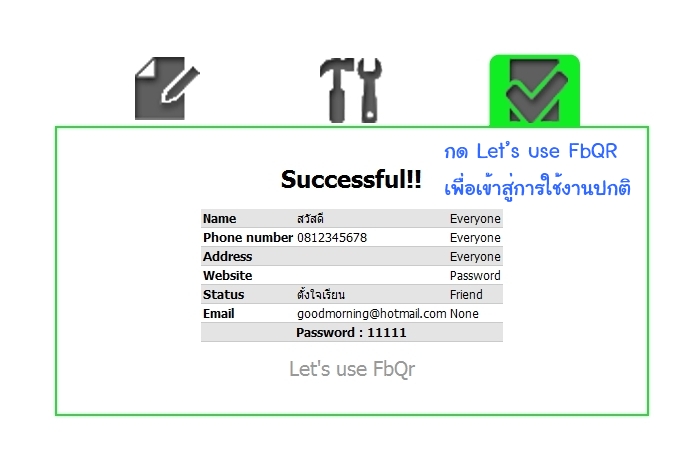 กด Let's use FbQR
เพื่อเข้าสู่การใช้งานปกติ
Successful!!
Name สวัสดี Everyone
Phone number 0812345678 Everyone
Address Everyone
Website Password
Status ตั้งใจเรียน Friend
Email goodmorning@hotmail.com None
Password : 11111
Let's use FbQr